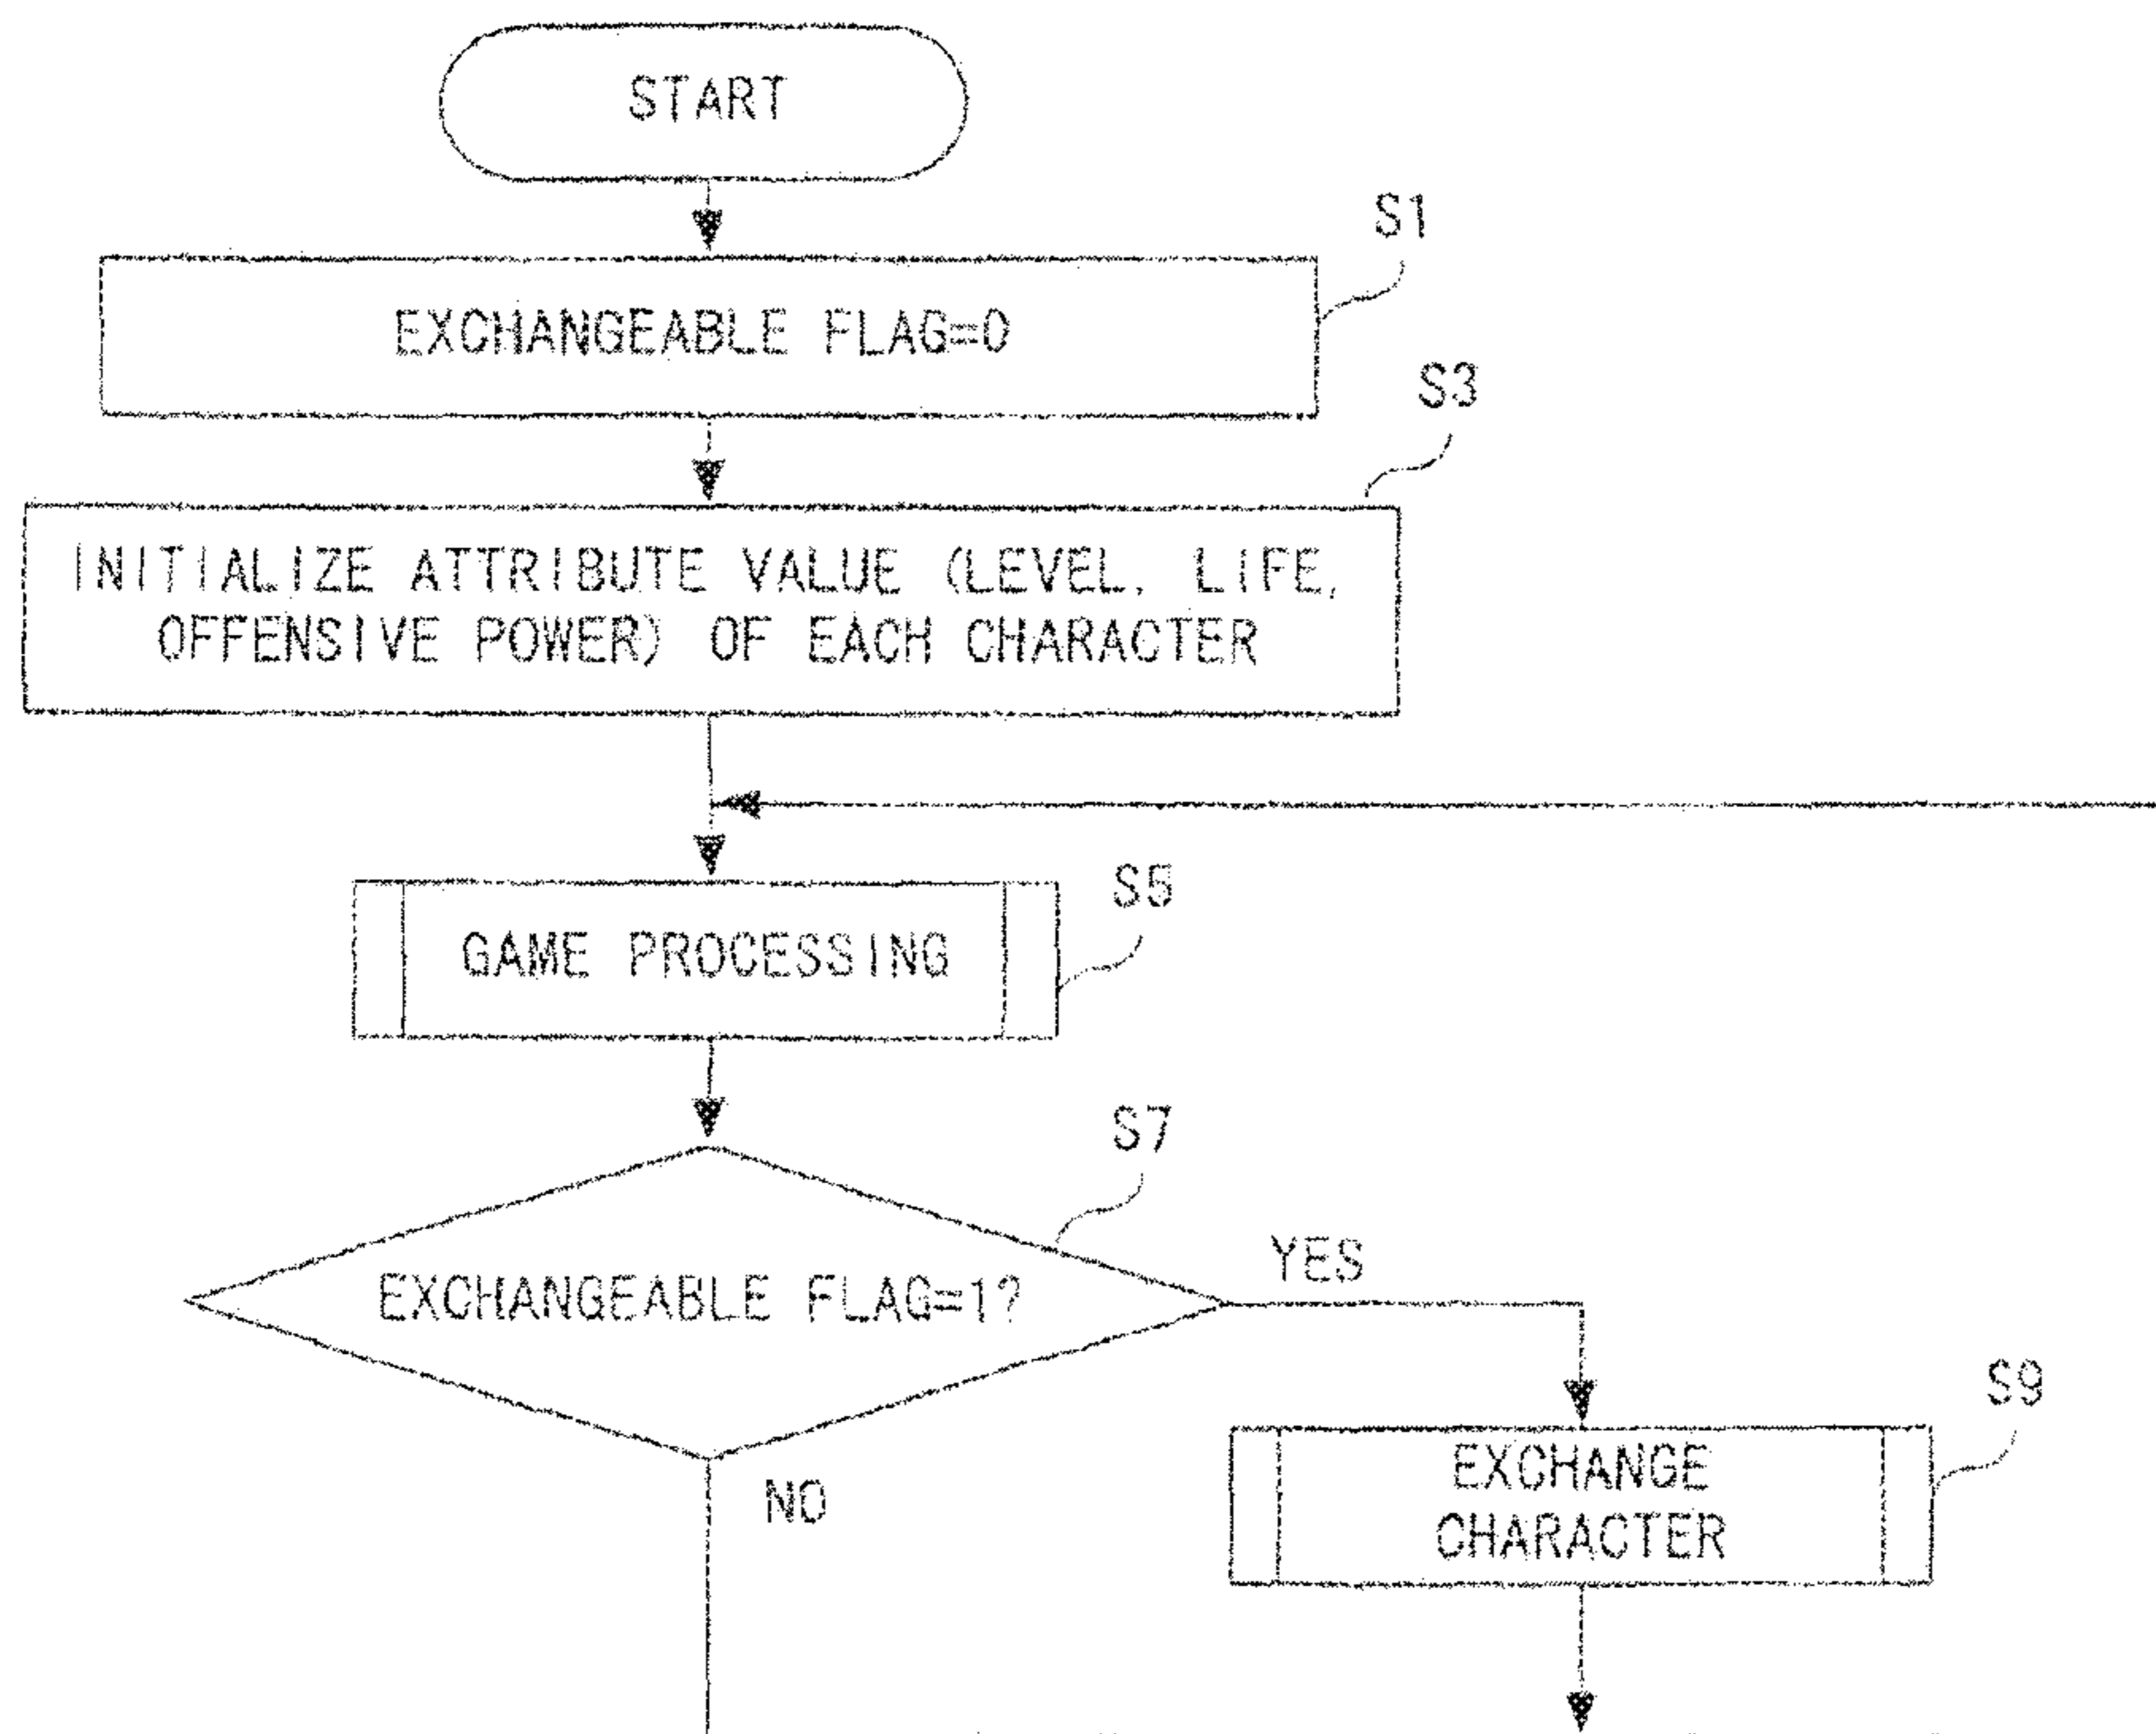 START
S1
EXCHANGEABLE FLAG=0
S3
INITIALIZE ATTRIBUTE VALUE (LEVEL, LIFE,
OFFENSIVE POWER) OF EACH CHARACTER
S5
GAME PROCESSING
S7
EXCHANGEABLE FLAG=1?
YES
NO
S9
EXCHANGE
CHARACTER